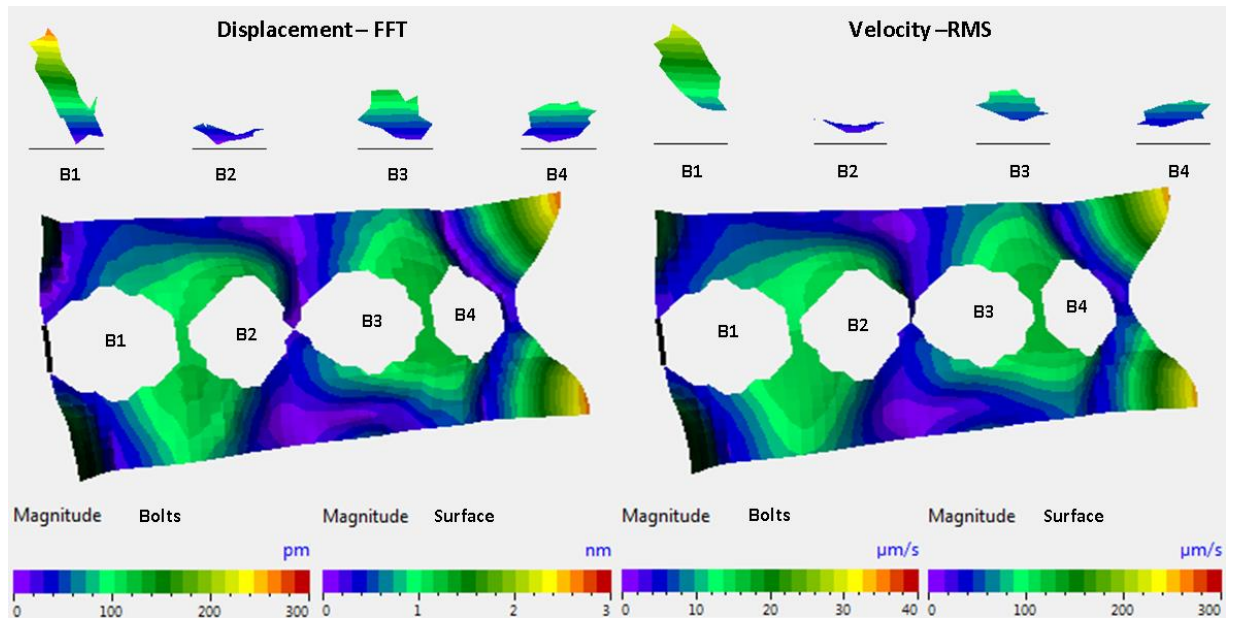 Displacement – FFT Velocity –RMS
B1 B2 B3 B4 B1 B2 B3 B4
B1 B2 B3 B4 B1 B2 B3 B4
Magnitude Bolts Magnitude Surface Magnitude Bolts Magnitude Surface
pm nm µm/s µm/s
0 100 200 300 0 1 2 3 0 10 20 30 40 0 100 200 300